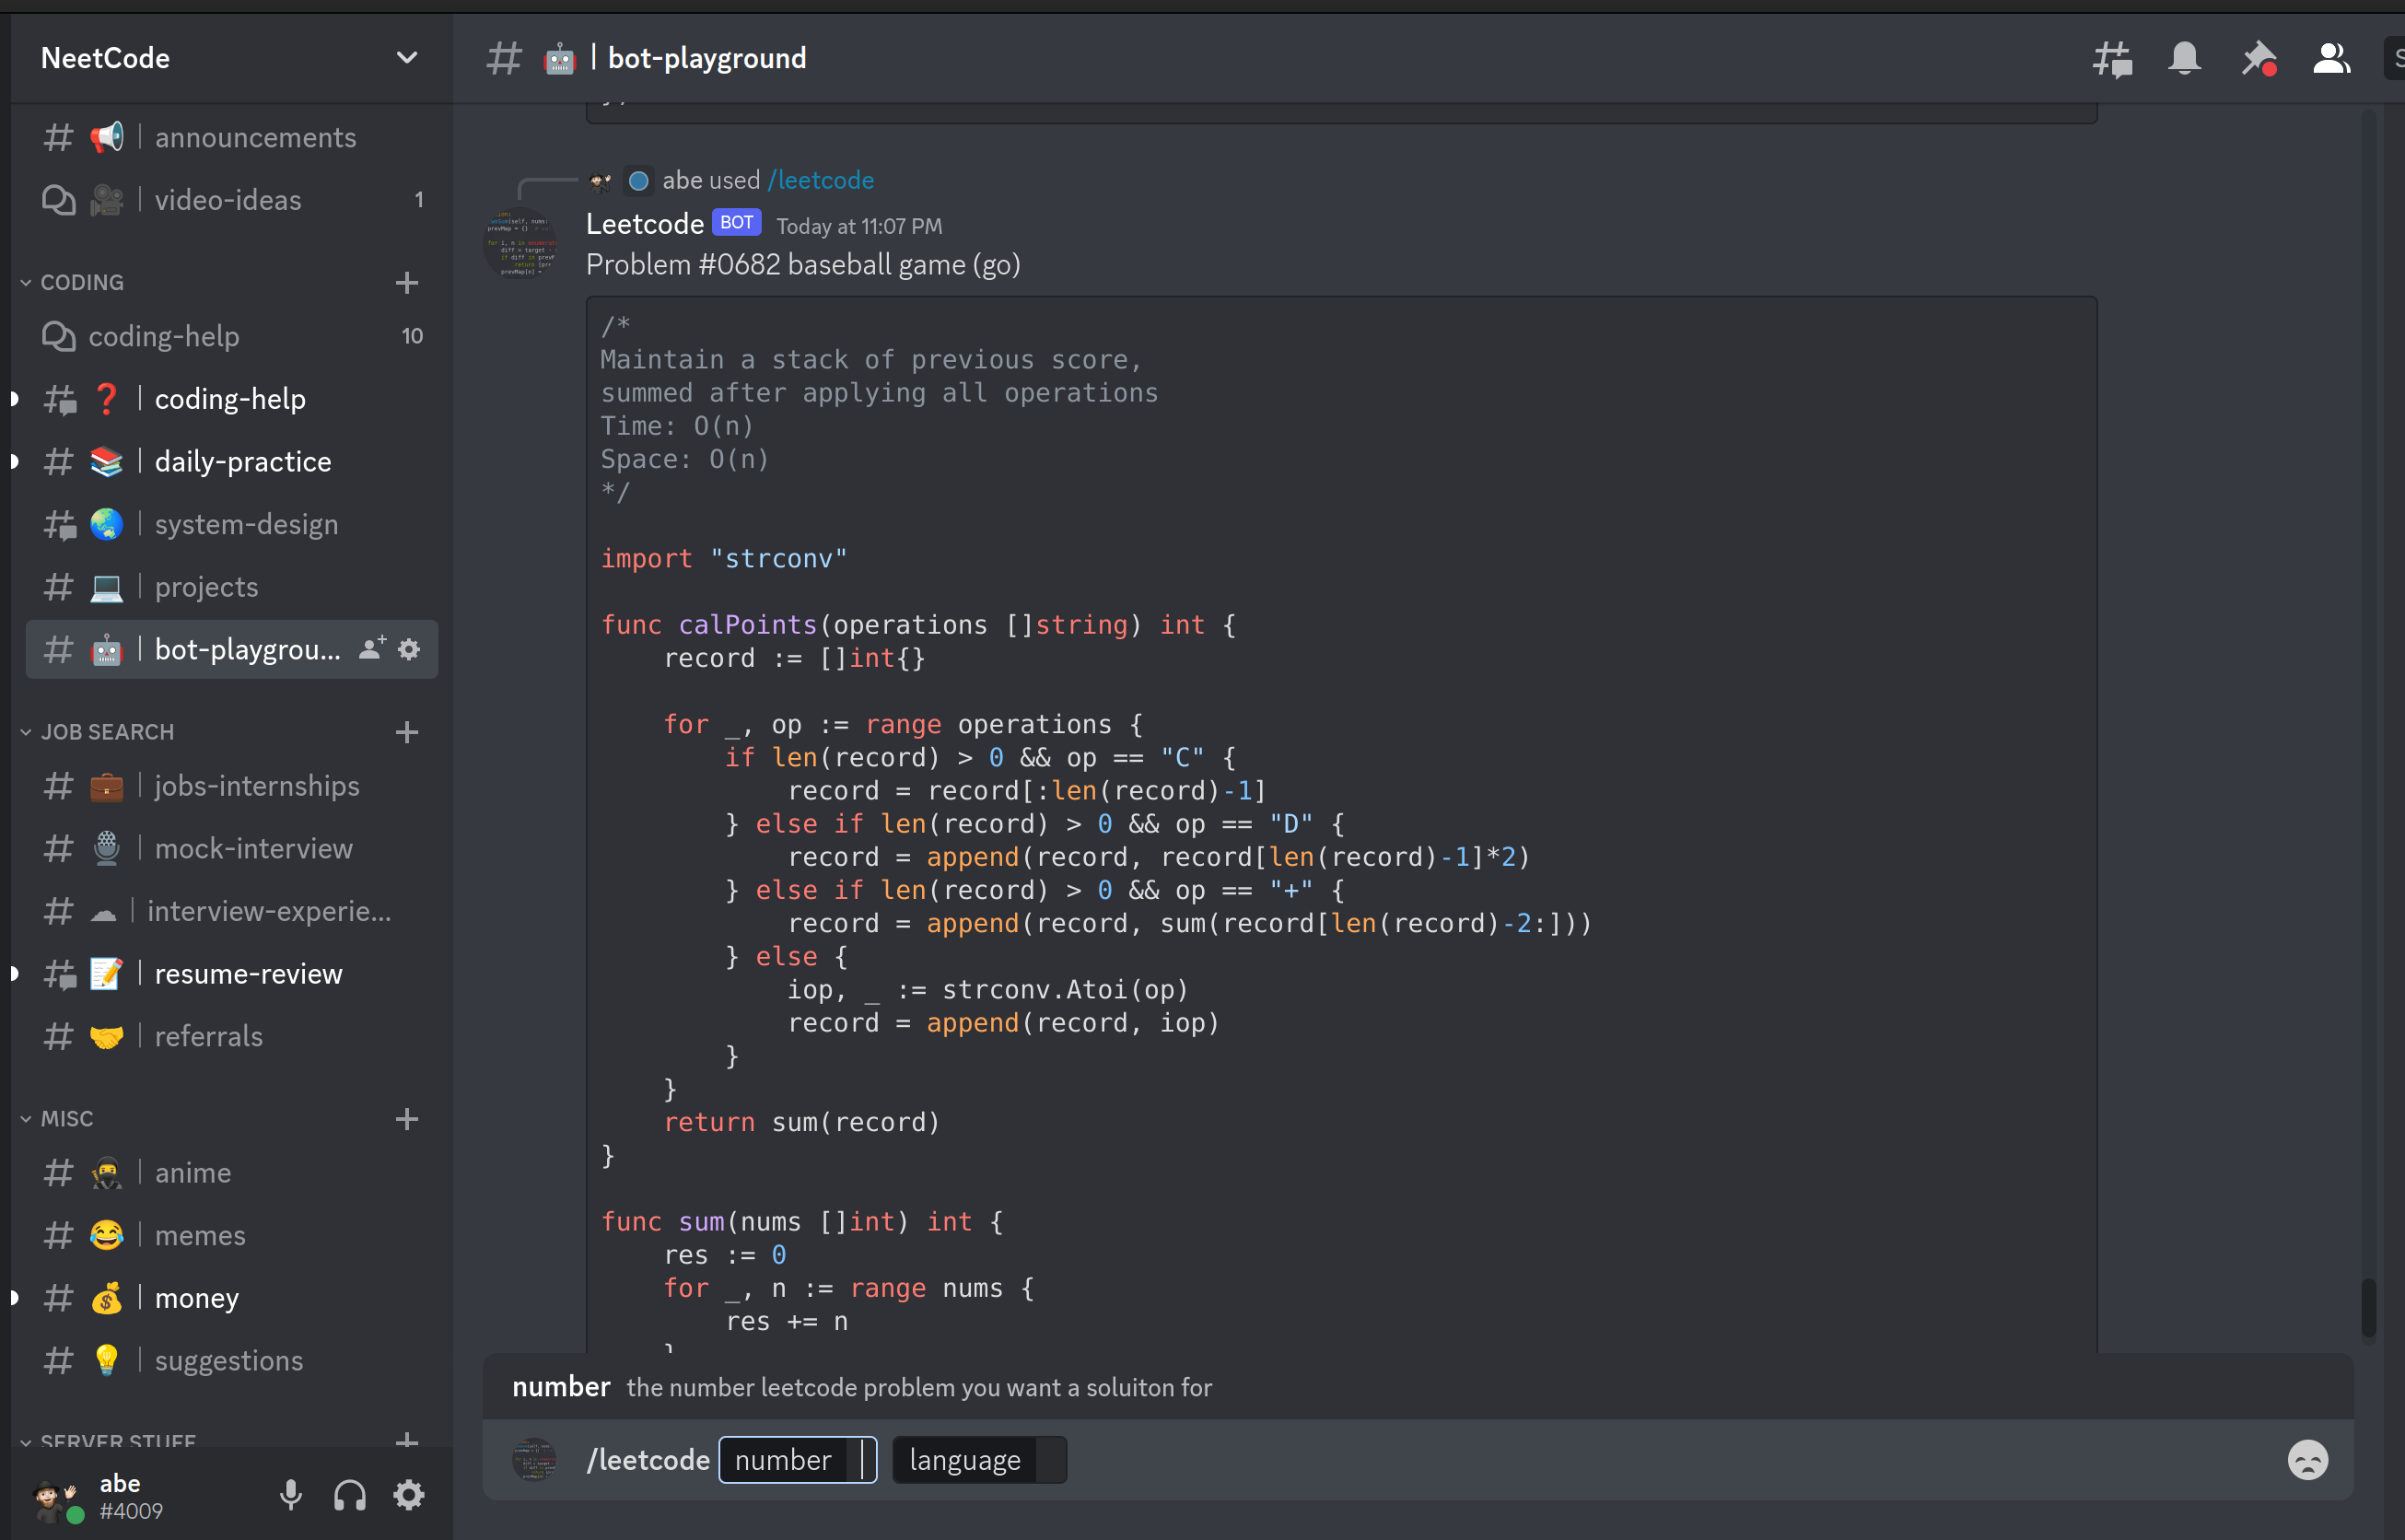 NeetCode
announcements
video-ideas 1
CODING
coding-help 10
coding-help
daily-practice
system-design
projects
bot-playgrou...
JOB SEARCH
jobs-internships
mock-interview
interview-experie...
resume-review
referrals
MISC
anime
memes
money
suggestions
SERVER STUFF
abe
#4009
# | bot-playground
abe used /leetcode
Leetcode BOT Today at 11:07 PM
Problem #0682 baseball game (go)
/*
Maintain a stack of previous score,
summed after applying all operations
Time: O(n)
Space: O(n)
*/
import "strconv"
func calPoints(operations []string) int {
    record := []int{}
    for _, op := range operations {
        if len(record) > 0 && op == "C" {
            record = record[:len(record)-1]
        } else if len(record) > 0 && op == "D" {
            record = append(record, record[len(record)-1]*2)
        } else if len(record) > 0 && op == "+" {
            record = append(record, sum(record[len(record)-2:]))
        } else {
            iop, _ := strconv.Atoi(op)
            record = append(record, iop)
        }
    }
    return sum(record)
}
func sum(nums []int) int {
    res := 0
    for _, n := range nums {
        res += n
    }
number the number leetcode problem you want a soluiton for
/leetcode number language